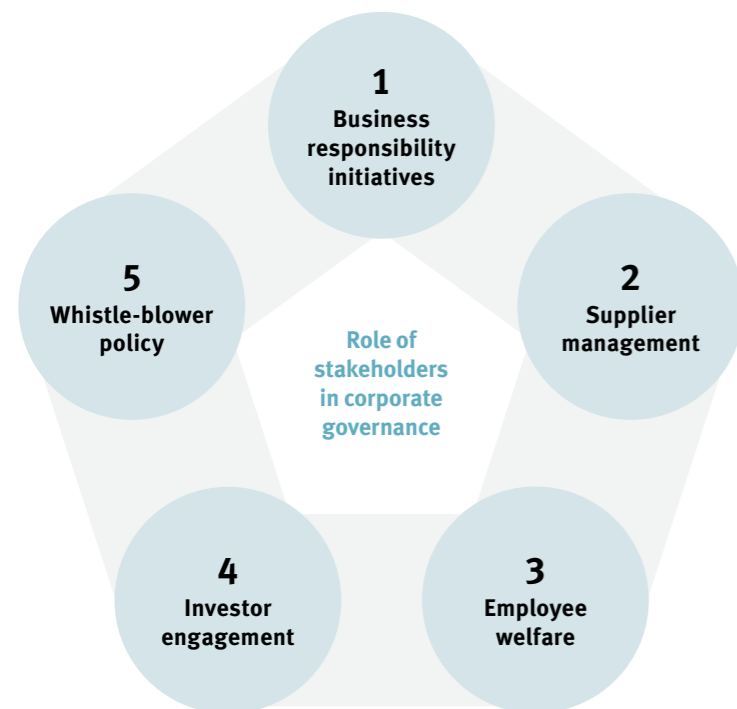 1
Business
responsibility
initiatives
2
Supplier
management
3
Employee
welfare
4
Investor
engagement
5
Whistle-blower
policy
Role of
stakeholders
in corporate
governance